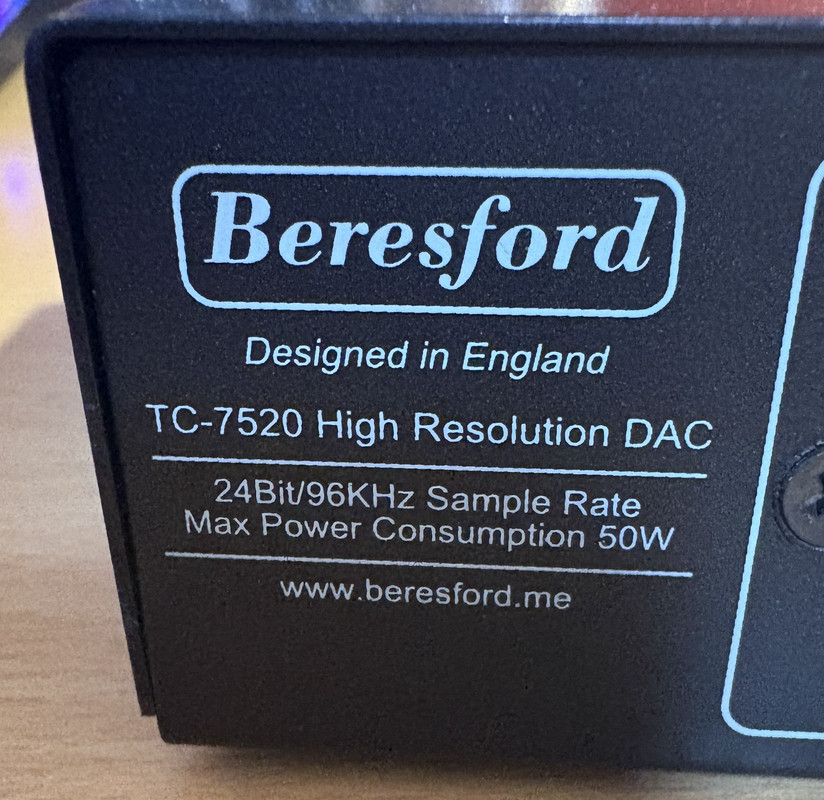 Beresford
Designed in England
TC-7520 High Resolution DAC
24Bit/96KHz Sample Rate
Max Power Consumption 50W
www.beresford.me